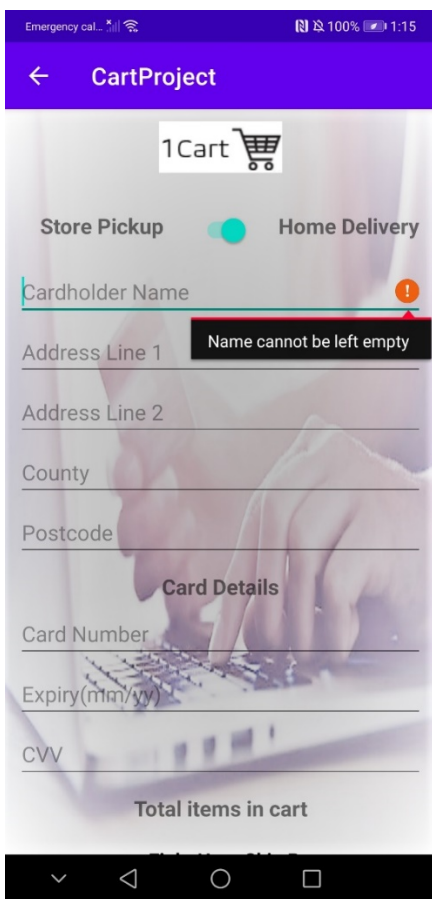 Emergency cal... 100% 1:15
CartProject
1Cart
Store Pickup Home Delivery
Cardholder Name
Name cannot be left empty
Address Line 1
Address Line 2
County
Postcode
Card Details
Card Number
Expiry(mm/yy)
CVV
Total items in cart